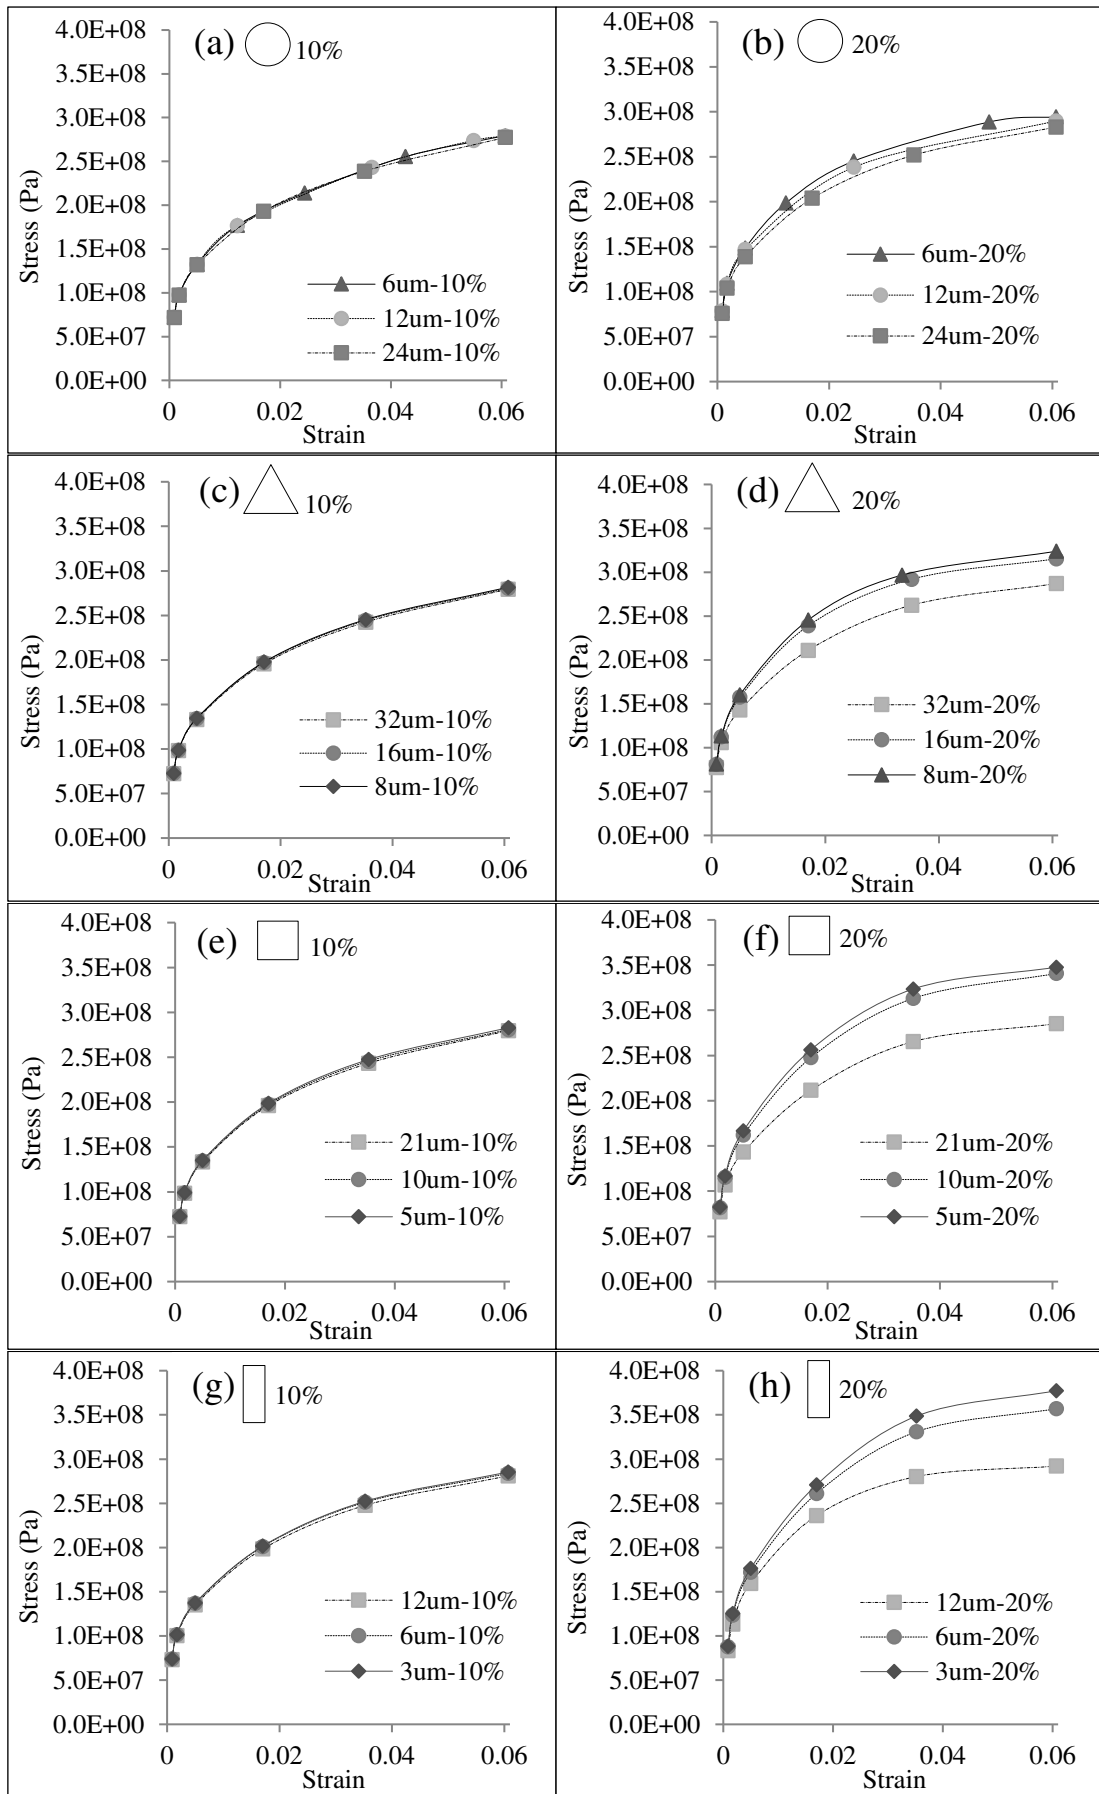 (a) 10%
4.0E+08
3.5E+08
3.0E+08
2.5E+08
2.0E+08
1.5E+08
1.0E+08
5.0E+07
0.0E+00
Stress (Pa)
6um-10%
12um-10%
24um-10%
0 0.02 0.04 0.06
Strain
(b) 20%
4.0E+08
3.5E+08
3.0E+08
2.5E+08
2.0E+08
1.5E+08
1.0E+08
5.0E+07
0.0E+00
Stress (Pa)
6um-20%
12um-20%
24um-20%
0 0.02 0.04 0.06
Strain
(c) 10%
4.0E+08
3.5E+08
3.0E+08
2.5E+08
2.0E+08
1.5E+08
1.0E+08
5.0E+07
0.0E+00
Stress (Pa)
32um-10%
16um-10%
8um-10%
0 0.02 0.04 0.06
Strain
(d) 20%
4.0E+08
3.5E+08
3.0E+08
2.5E+08
2.0E+08
1.5E+08
1.0E+08
5.0E+07
0.0E+00
Stress (Pa)
32um-20%
16um-20%
8um-20%
0 0.02 0.04 0.06
Strain
(e) 10%
4.0E+08
3.5E+08
3.0E+08
2.5E+08
2.0E+08
1.5E+08
1.0E+08
5.0E+07
0.0E+00
Stress (Pa)
21um-10%
10um-10%
5um-10%
0 0.02 0.04 0.06
Strain
(f) 20%
4.0E+08
3.5E+08
3.0E+08
2.5E+08
2.0E+08
1.5E+08
1.0E+08
5.0E+07
0.0E+00
Stress (Pa)
21um-20%
10um-20%
5um-20%
0 0.02 0.04 0.06
Strain
(g) 10%
4.0E+08
3.5E+08
3.0E+08
2.5E+08
2.0E+08
1.5E+08
1.0E+08
5.0E+07
0.0E+00
Stress (Pa)
12um-10%
6um-10%
3um-10%
0 0.02 0.04 0.06
Strain
(h) 20%
4.0E+08
3.5E+08
3.0E+08
2.5E+08
2.0E+08
1.5E+08
1.0E+08
5.0E+07
0.0E+00
Stress (Pa)
12um-20%
6um-20%
3um-20%
0 0.02 0.04 0.06
Strain